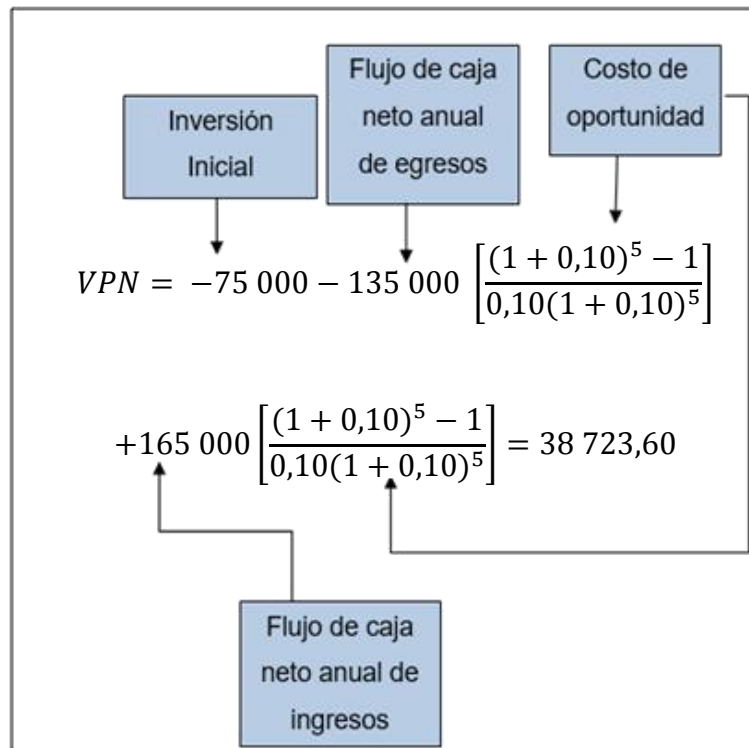 Flujo de caja
neto anual
de egresos
Costo de
oportunidad
Inversión
Inicial
VPN = −75 000 − 135 000 [((1 + 0,10)⁵ − 1) / (0,10(1 + 0,10)⁵)]
+165 000 [((1 + 0,10)⁵ − 1) / (0,10(1 + 0,10)⁵)] = 38 723,60
Flujo de caja
neto anual de
ingresos